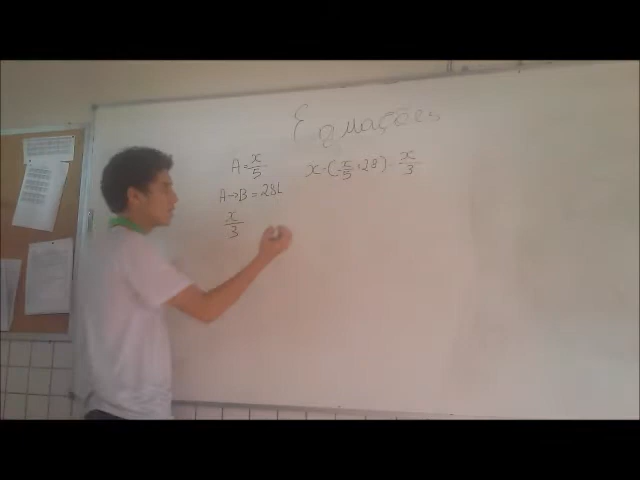 Equações
A = x/5
x - (x/5 + 28) = x/3
A → B = 28L
x/3